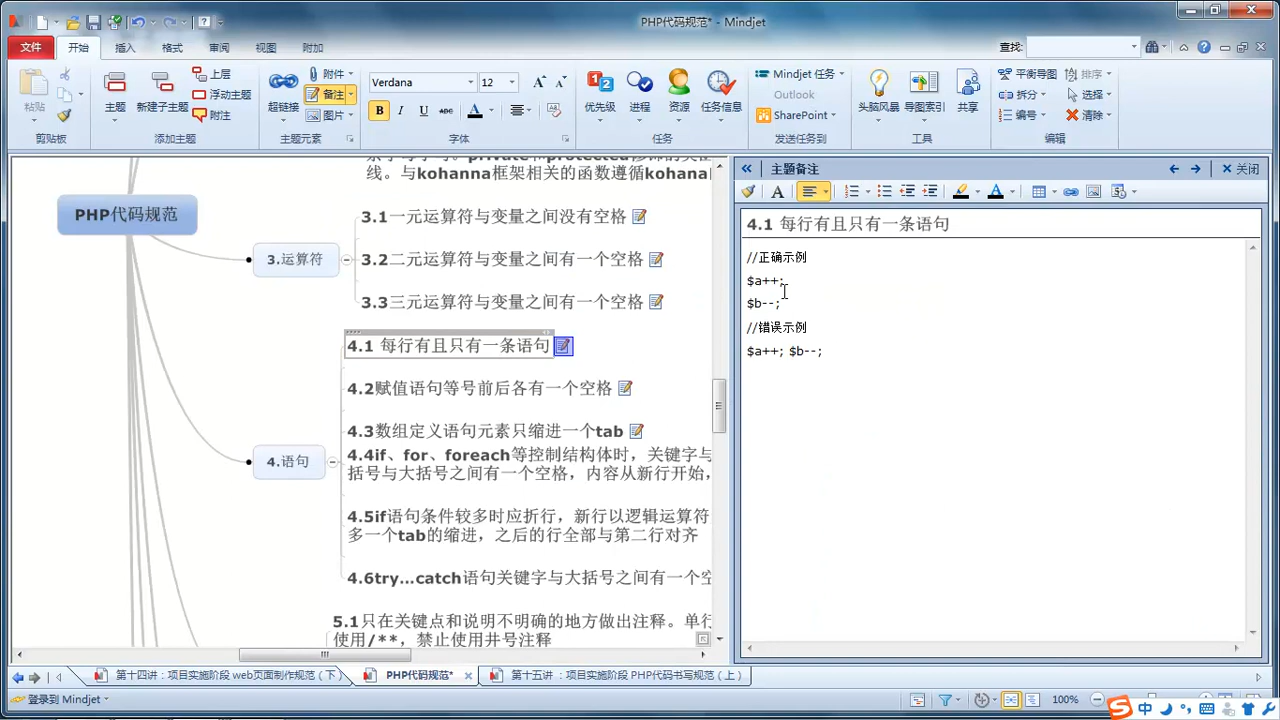 PHP代码规范* - Mindjet
文件 开始 插入 格式 审阅 视图 附加
查找:
粘贴
剪贴板
主题 新建子主题
上层
浮动主题
附注
添加主题
超链接
附件
备注
图片
主题元素
Verdana 12
B I U abc A
字体
优先级 进程 资源 任务信息
任务
Mindjet 任务
Outlook
SharePoint
发送任务到
头脑风暴 导图索引 共享
工具
平衡导图 排序
拆分 选择
编号 清除
编辑
线。与kohanna框架相关的函数遵循kohana
PHP代码规范
3.运算符
3.1一元运算符与变量之间没有空格
3.2二元运算符与变量之间有一个空格
3.3三元运算符与变量之间有一个空格
4.语句
4.1 每行有且只有一条语句
4.2赋值语句等号前后各有一个空格
4.3数组定义语句元素只缩进一个tab
4.4if、for、foreach等控制结构体时，关键字与
括号与大括号之间有一个空格，内容从新行开始，
4.5if语句条件较多时应折行，新行以逻辑运算符
多一个tab的缩进，之后的行全部与第二行对齐
4.6try...catch语句关键字与大括号之间有一个空
5.1只在关键点和说明不明确的地方做出注释。单行
使用/**，禁止使用井号注释
主题备注
关闭
4.1 每行有且只有一条语句
//正确示例
$a++;
$b--;
//错误示例
$a++; $b--;
第十四讲：项目实施阶段 web页面制作规范（下） PHP代码规范* 第十五讲：项目实施阶段 PHP代码书写规范（上）
登录到 Mindjet
100%
中